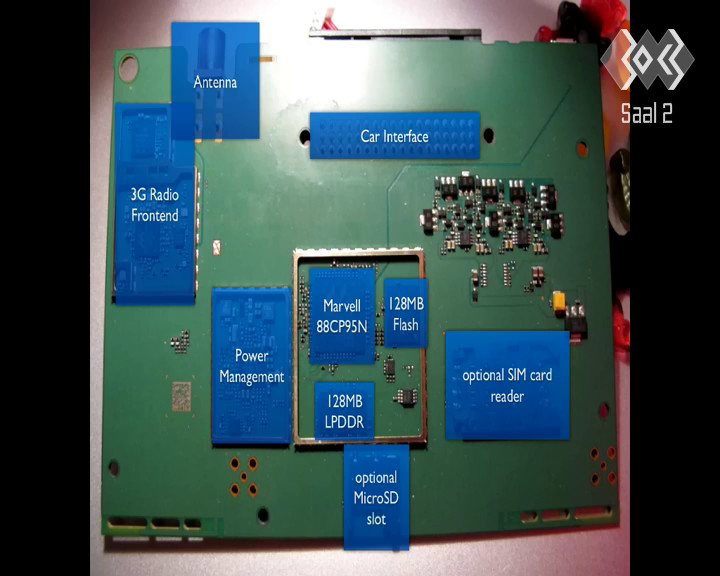 Antenna
Saal 2
Car Interface
3G Radio
Frontend
Marvell
88CP95N
128MB
Flash
Power
Management
optional SIM card
reader
128MB
LPDDR
optional
MicroSD
slot